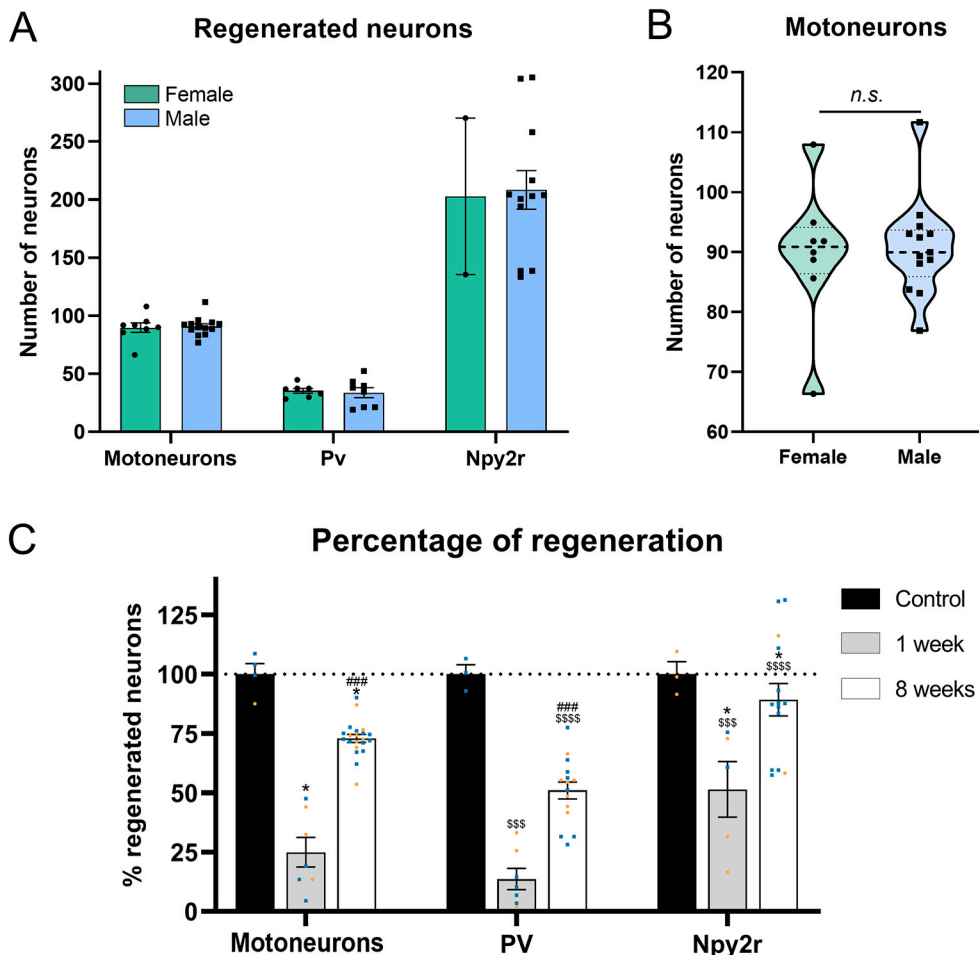 A
Regenerated neurons
Number of neurons
300
250
200
150
100
50
0
Female
Male
Motoneurons
Pv
Npy2r
B
Motoneurons
Number of neurons
120
110
100
90
80
70
60
n.s.
Female
Male
C
Percentage of regeneration
% regenerated neurons
125
100
75
50
25
0
*
###
*
$$$
###
$$$$
*
$$$
*
$$$$
Motoneurons
PV
Npy2r
Control
1 week
8 weeks